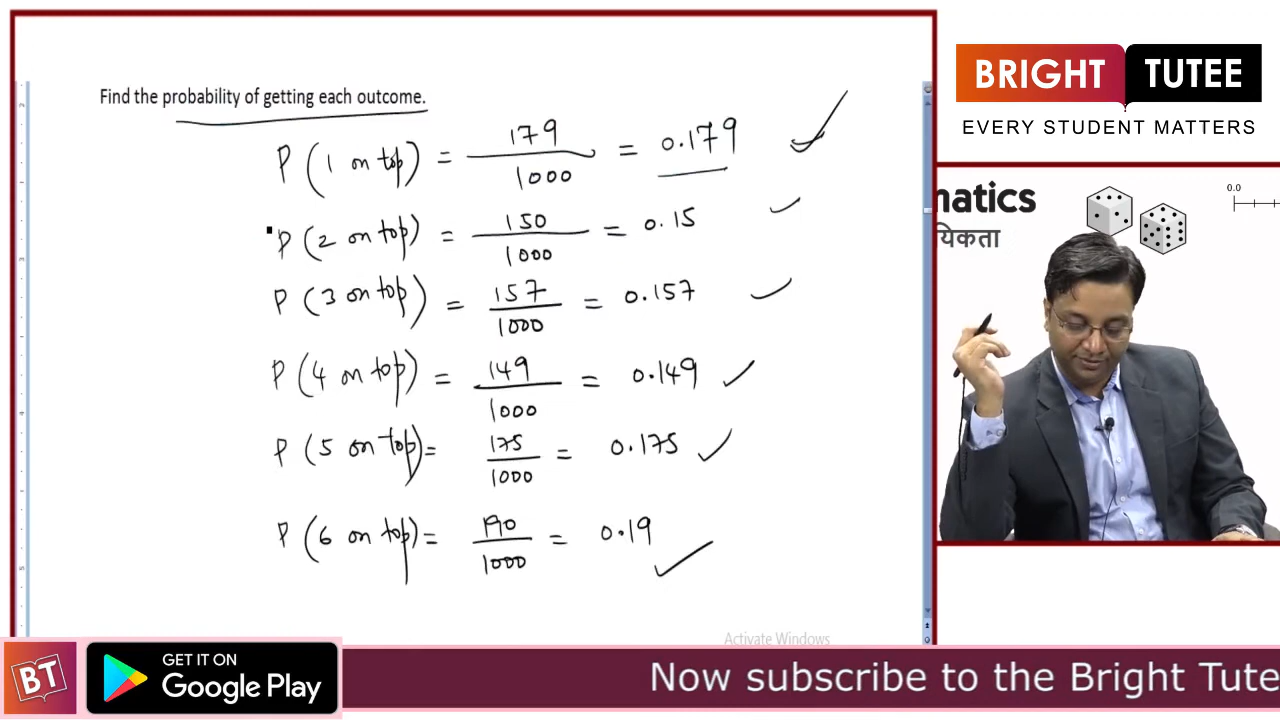 Find the probability of getting each outcome.
P (1 on top) = 179/1000 = 0.179
P (2 on top) = 150/1000 = 0.15
P (3 on top) = 157/1000 = 0.157
P (4 on top) = 149/1000 = 0.149
P (5 on top) = 175/1000 = 0.175
P (6 on top) = 190/1000 = 0.19
Activate Windows
BRIGHT TUTEE
EVERY STUDENT MATTERS
matics
यिकता
0.0
BT
GET IT ON
Google Play
Now subscribe to the Bright Tute